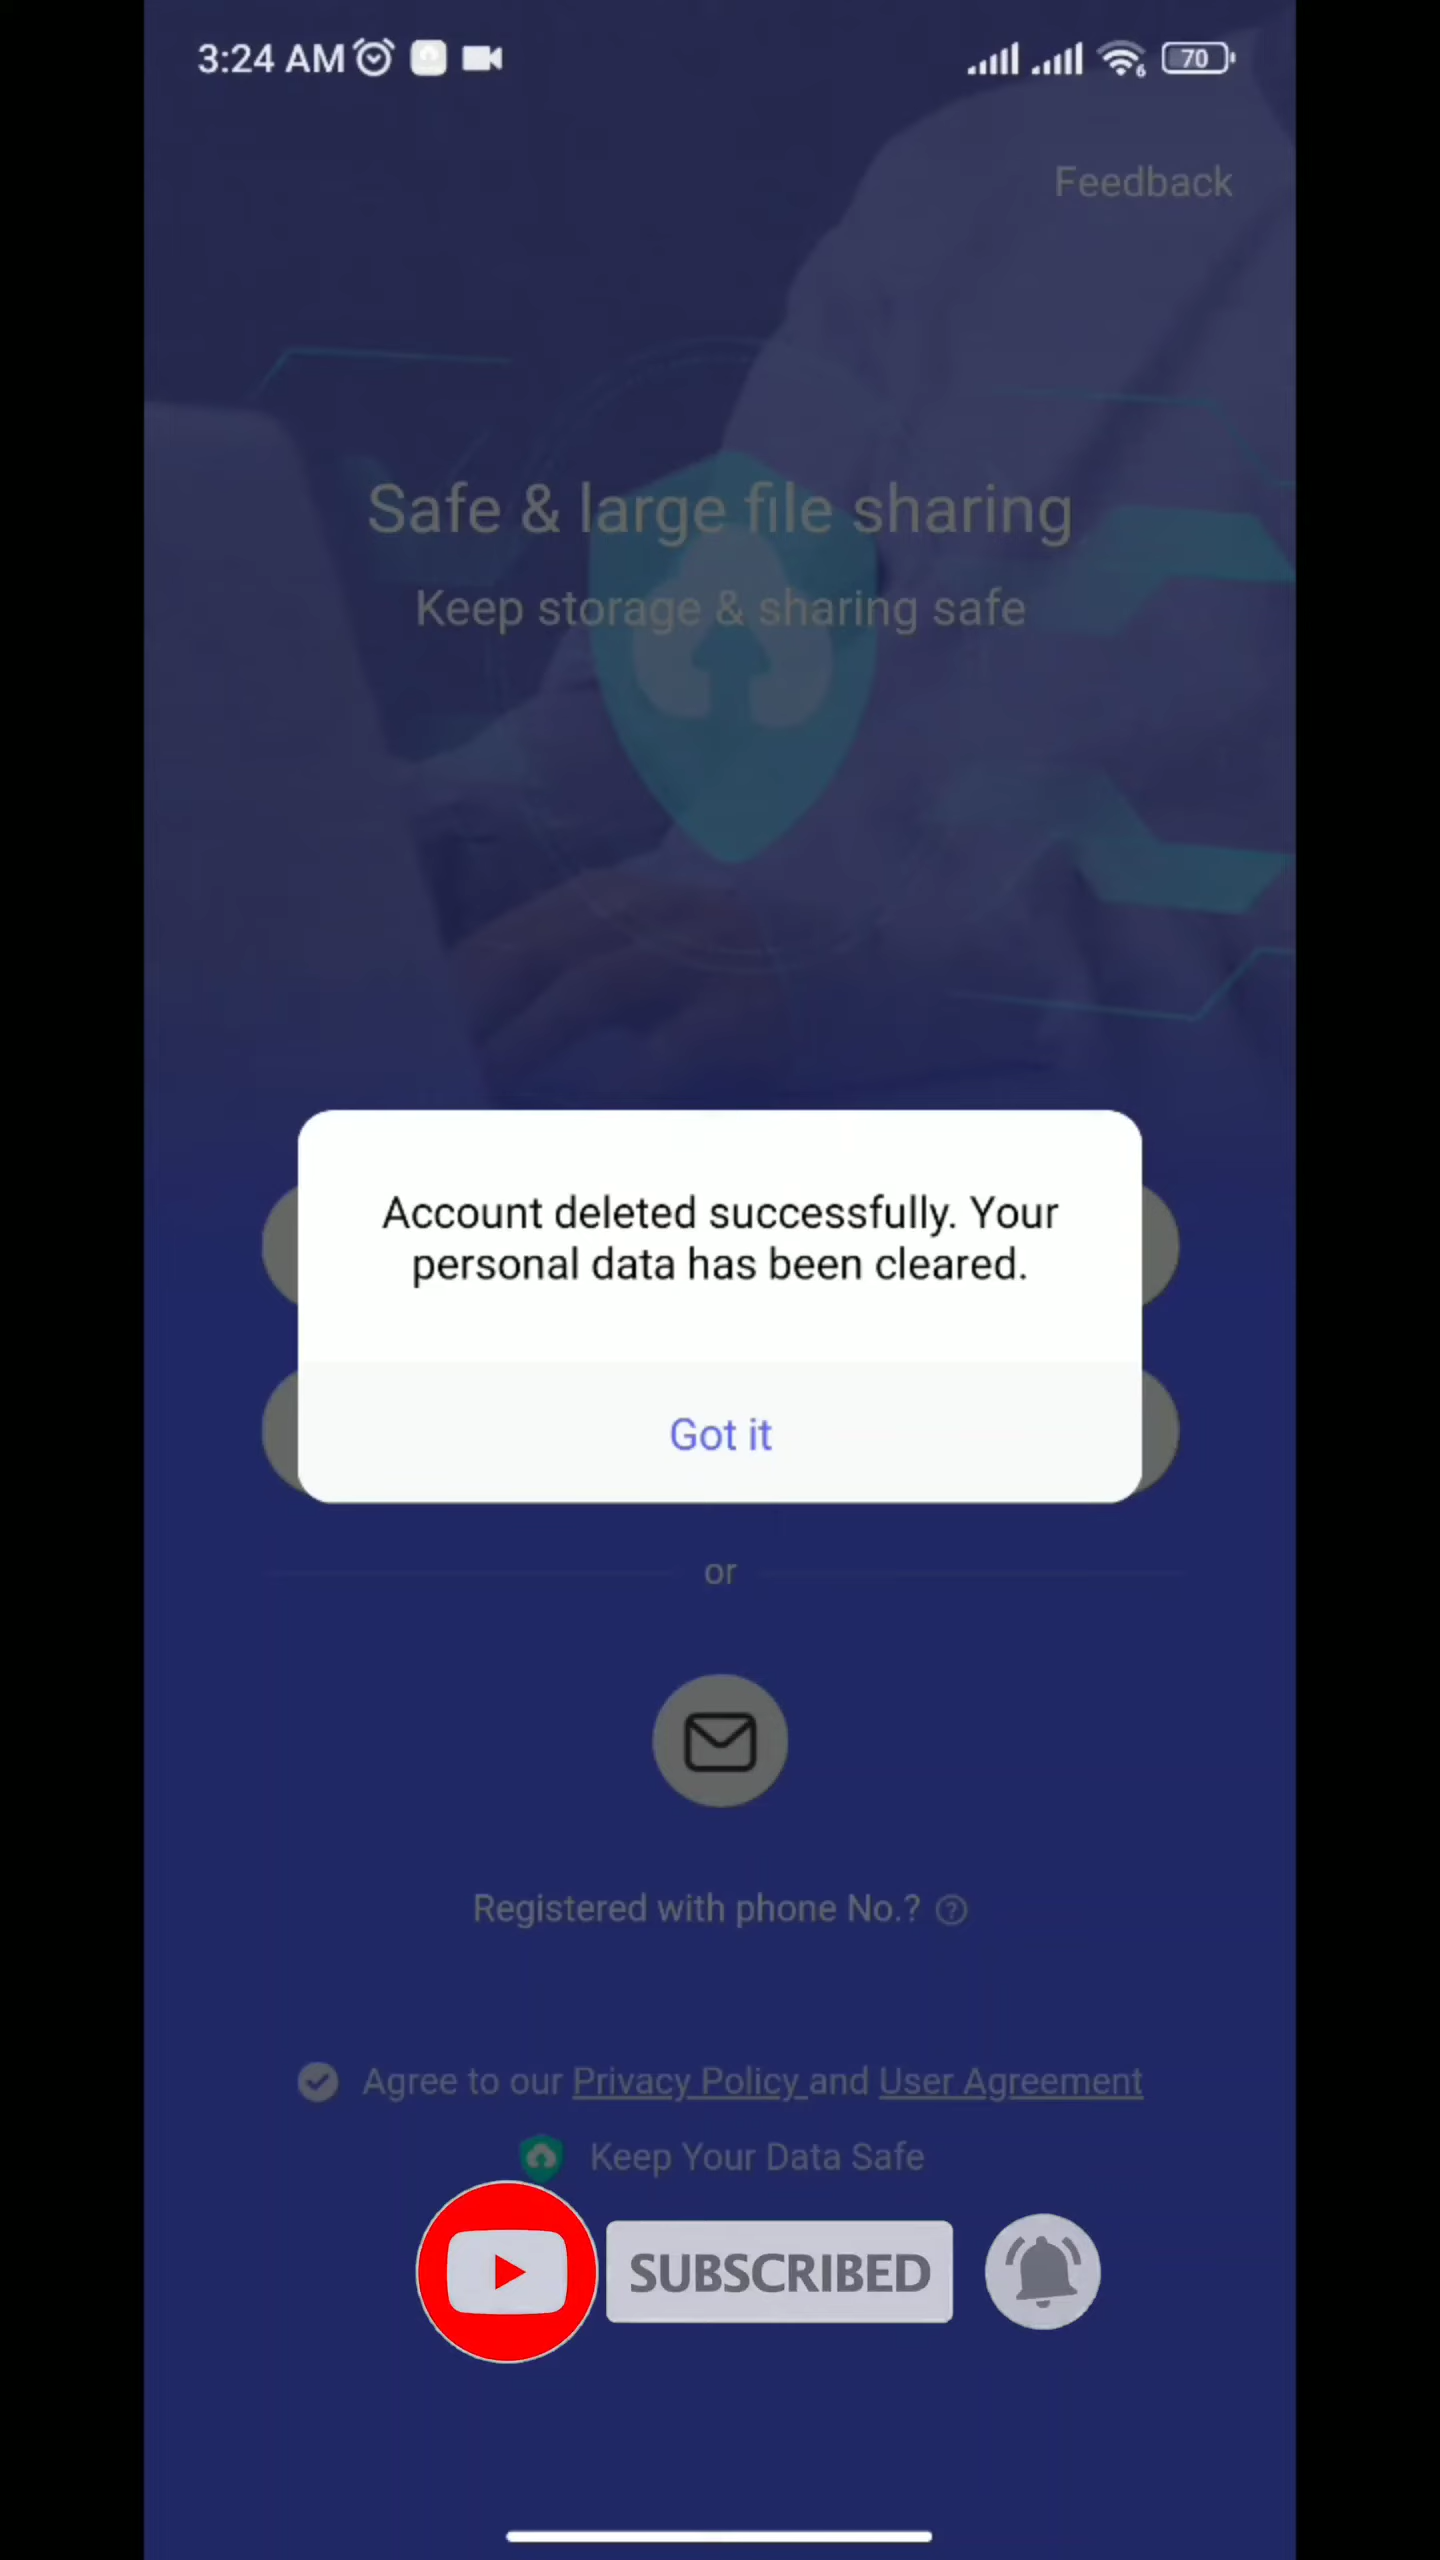 3:24 AM
70
Feedback
Safe & large file sharing
Keep storage & sharing safe
Account deleted successfully. Your
personal data has been cleared.
Got it
or
Registered with phone No.?
Agree to our Privacy Policy and User Agreement
Keep Your Data Safe
SUBSCRIBED